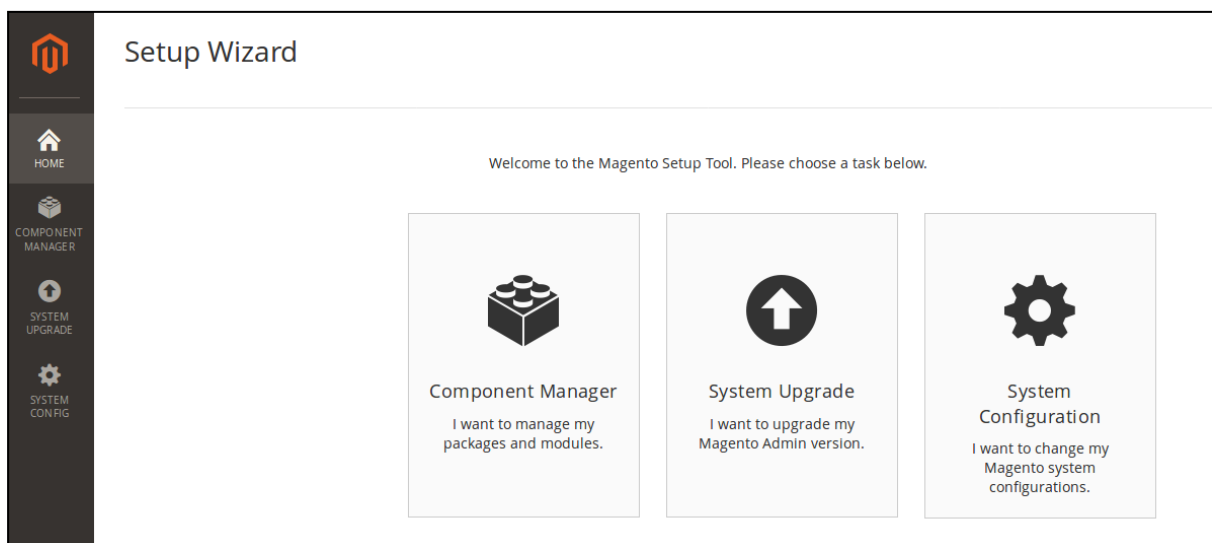 Setup Wizard
HOME
COMPONENT
MANAGER
SYSTEM
UPGRADE
SYSTEM
CONFIG
Welcome to the Magento Setup Tool. Please choose a task below.
Component Manager
I want to manage my
packages and modules.
System Upgrade
I want to upgrade my
Magento Admin version.
System
Configuration
I want to change my
Magento system
configurations.